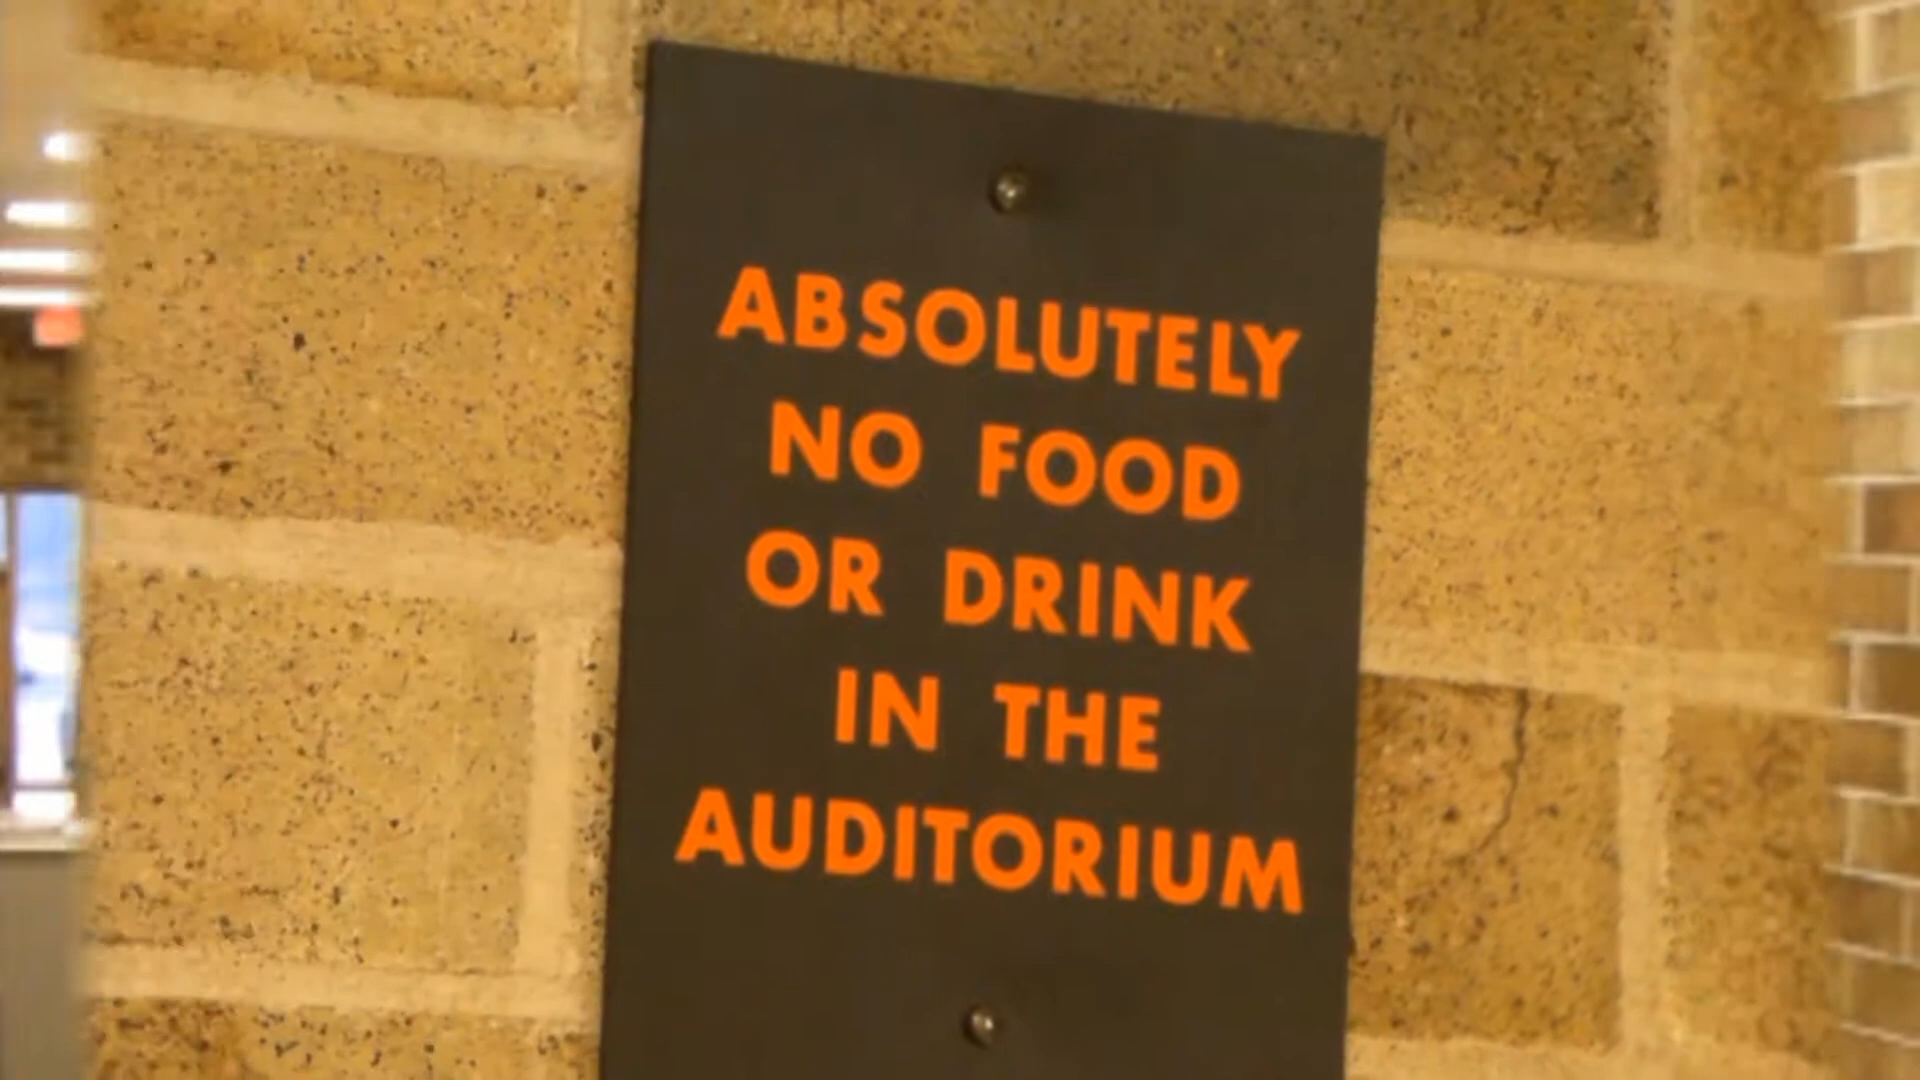 ABSOLUTELY
NO FOOD
OR DRINK
IN THE
AUDITORIUM